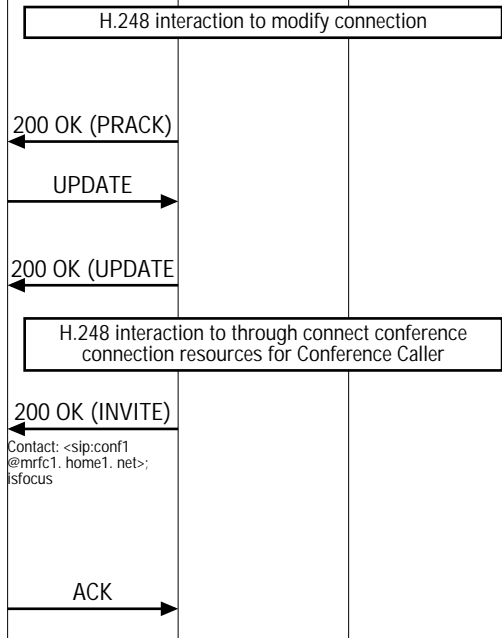 H.248 interaction to modify connection
200 OK (PRACK)
UPDATE
200 OK (UPDATE
H.248 interaction to through connect conference
connection resources for Conference Caller
200 OK (INVITE)
Contact: <sip:conf1
@mrfc1. home1. net>;
isfocus
ACK